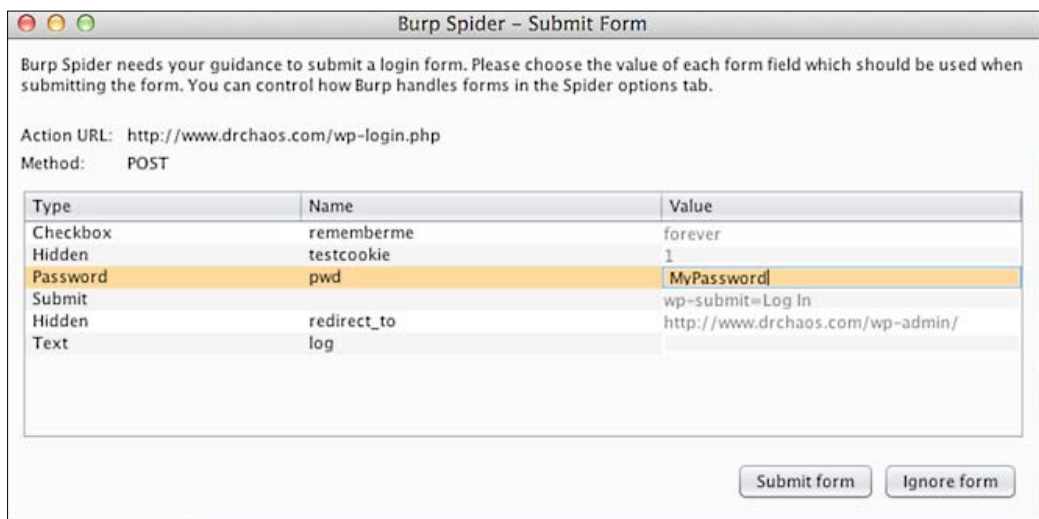 Burp Spider – Submit Form
Burp Spider needs your guidance to submit a login form. Please choose the value of each form field which should be used when
submitting the form. You can control how Burp handles forms in the Spider options tab.
Action URL: http://www.drchaos.com/wp-login.php
Method: POST
Type Name Value
Checkbox rememberme forever
Hidden testcookie 1
Password pwd MyPassword
Submit wp-submit=Log In
Hidden redirect_to http://www.drchaos.com/wp-admin/
Text log
Submit form Ignore form